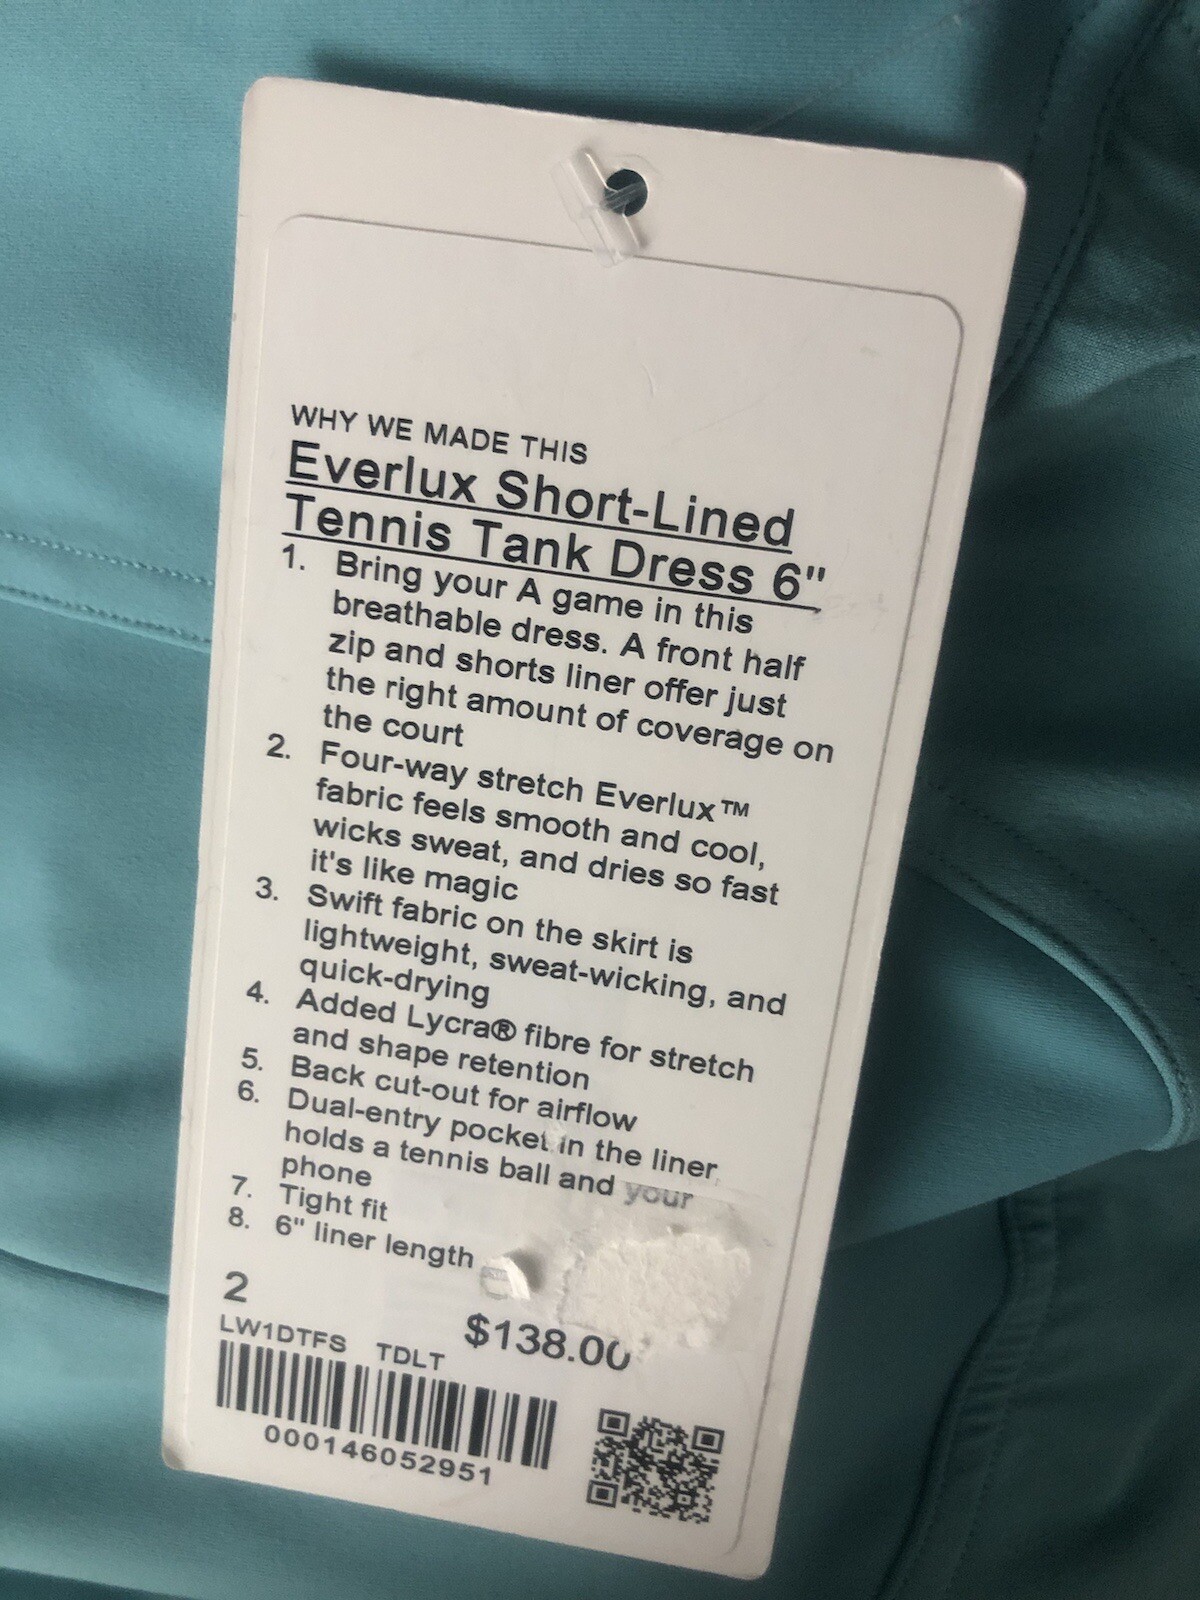 WHY WE MADE THIS
Everlux Short-Lined
Tennis Tank Dress 6"
1. Bring your A game in this
breathable dress. A front half
zip and shorts liner offer just
the right amount of coverage on
the court
2. Four-way stretch Everlux™
fabric feels smooth and cool,
wicks sweat, and dries so fast
it's like magic
3. Swift fabric on the skirt is
lightweight, sweat-wicking, and
quick-drying
4. Added Lycra® fibre for stretch
and shape retention
5. Back cut-out for airflow
6. Dual-entry pocket in the liner
holds a tennis ball and your
phone
7. Tight fit
8. 6" liner length
2
$138.00
LW1DTFS TDLT
000146052951